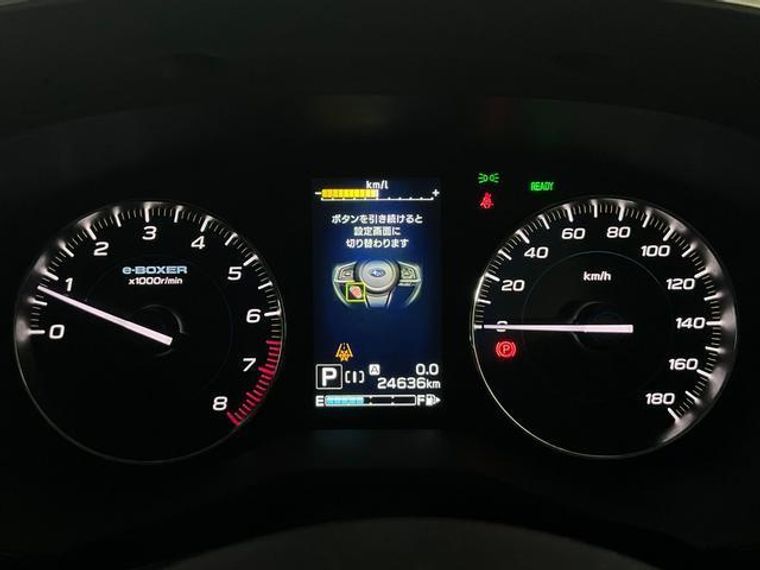 km/l
- +
ボタンを引き続けると
設定画面に
切り替わります
READY
0 1 2 3 4 5 6 7 8
e-BOXER
x1000r/min
0 20 40 60 80 100 120 140 160 180
km/h
P
P
A 0.0
24636km
E F